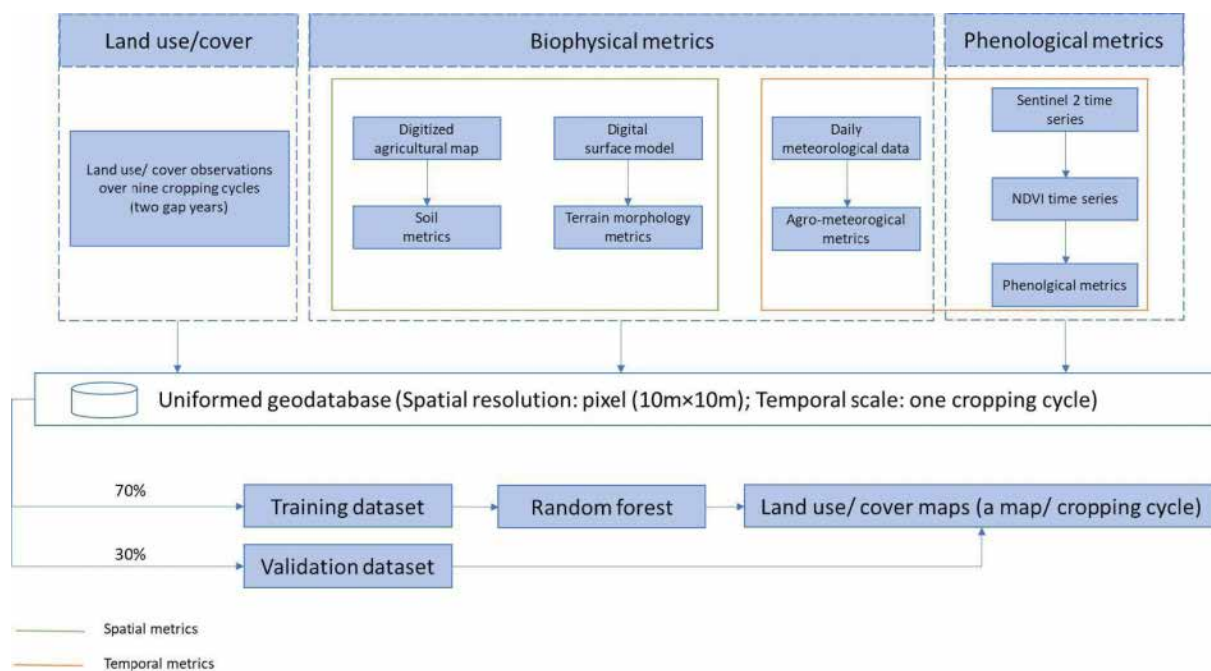 Land use/cover
Biophysical metrics
Phenological metrics
Land use/ cover observations
over nine cropping cycles
(two gap years)
Digitized
agricultural map
Soil
metrics
Digital
surface model
Terrain morphology
metrics
Daily
meteorological data
Agro-meteorogical
metrics
Sentinel 2 time
series
NDVI time series
Phenolgical metrics
Uniformed geodatabase (Spatial resolution: pixel (10m×10m); Temporal scale: one cropping cycle)
70%
Training dataset
Random forest
Land use/ cover maps (a map/ cropping cycle)
30%
Validation dataset
Spatial metrics
Temporal metrics